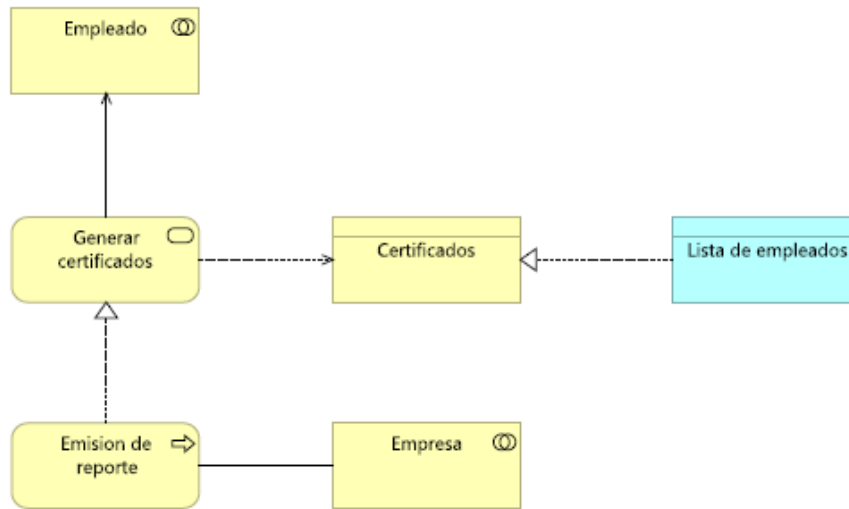 Empleado
Generar
certificados
Certificados
Lista de empleados
Emision de
reporte
Empresa